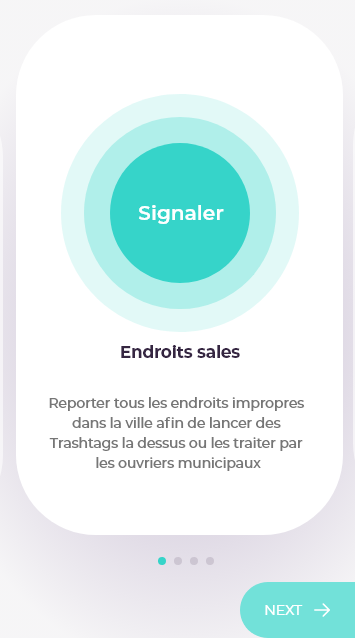 Signaler
Endroits sales
Reporter tous les endroits impropres
dans la ville afin de lancer des
Trashtags la dessus ou les traiter par
les ouvriers municipaux
NEXT